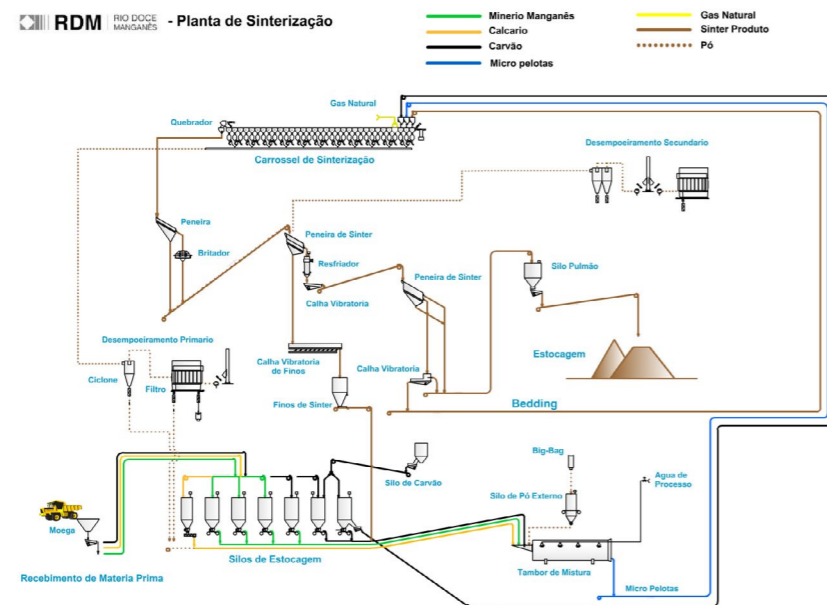 RDM RIO DOCE MANGANÊS - Planta de Sinterização
Minerio Manganês
Calcario
Carvão
Micro pelotas
Gas Natural
Sinter Produto
Pó
Gas Natural
Quebrador
Carrossel de Sinterização
Desempoeiramento Secundario
Peneira
Britador
Peneira de Sinter
Resfriador
Calha Vibratoria
Peneira de Sinter
Silo Pulmão
Desempoeiramento Primario
Ciclone
Filtro
Calha Vibratoria
de Finos
Calha Vibratoria
Estocagem
Finos de Sinter
Bedding
Silo de Carvão
Big-Bag
Agua de
Processo
Silo de Pó Externo
Moega
Silos de Estocagem
Tambor de Mistura
Recebimento de Materia Prima
Micro Pelotas